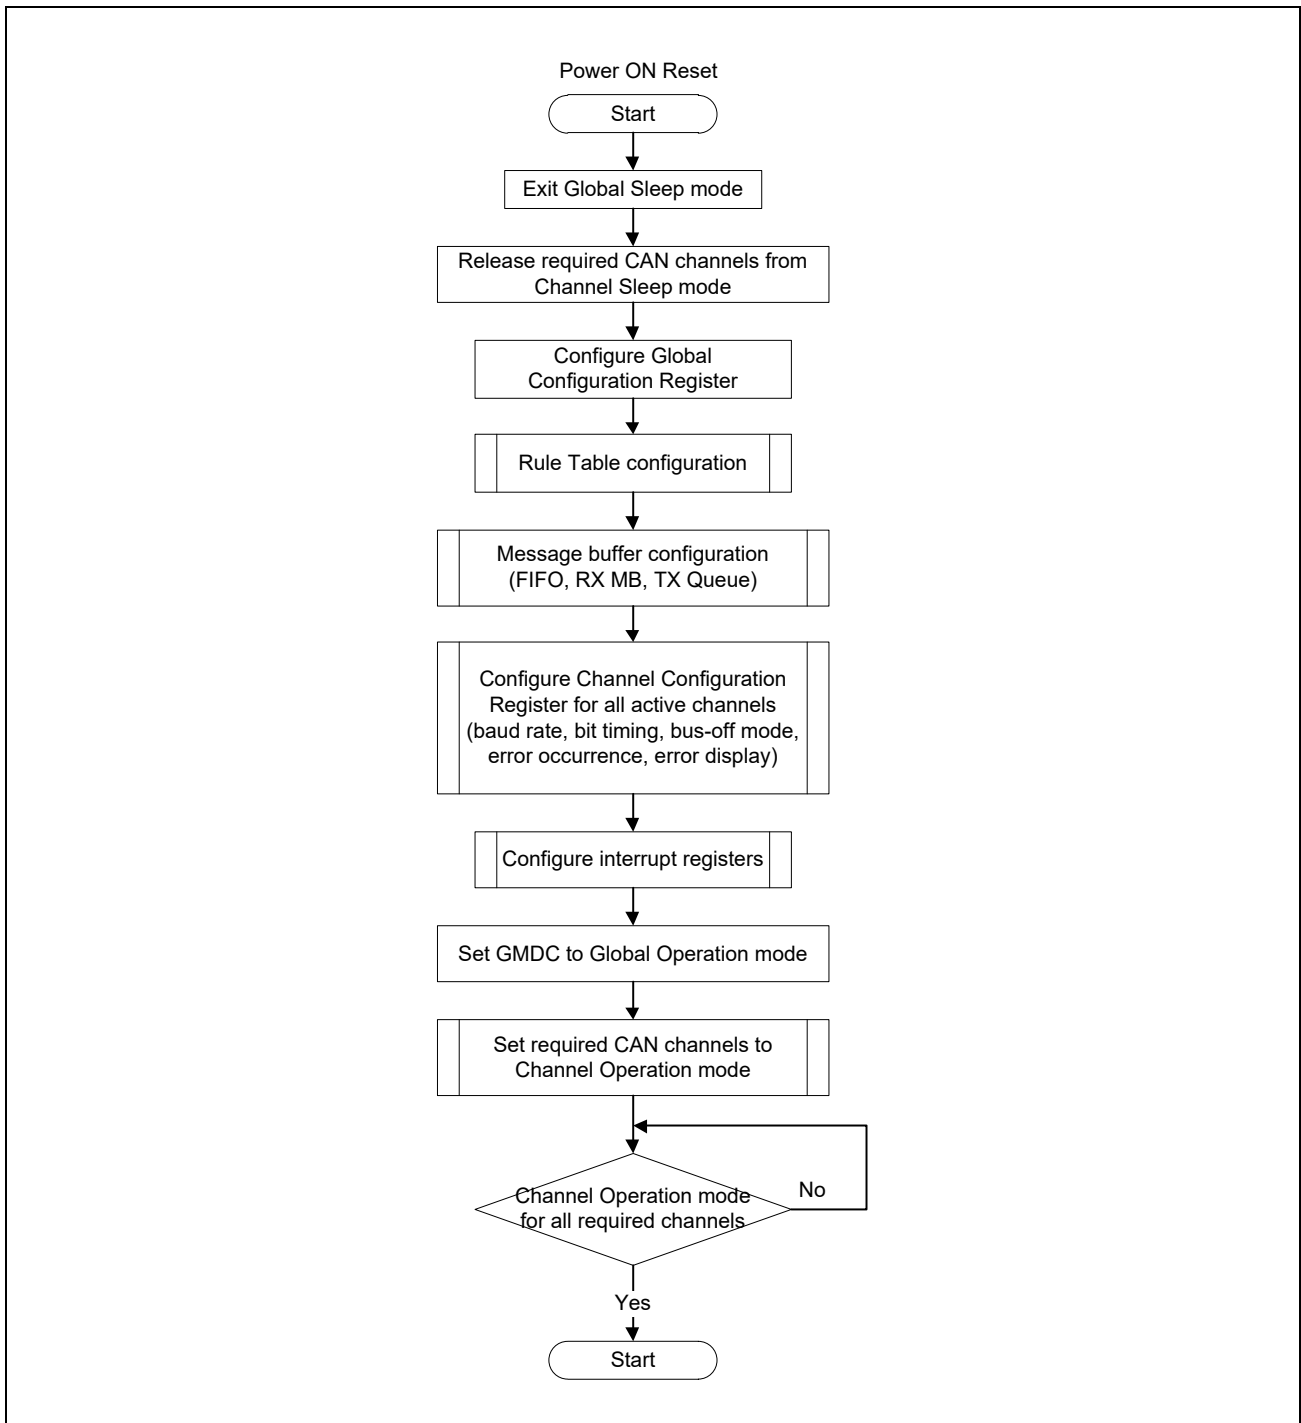 Power ON Reset
Start
Exit Global Sleep mode
Release required CAN channels from
Channel Sleep mode
Configure Global
Configuration Register
Rule Table configuration
Message buffer configuration
(FIFO, RX MB, TX Queue)
Configure Channel Configuration
Register for all active channels
(baud rate, bit timing, bus-off mode,
error occurrence, error display)
Configure interrupt registers
Set GMDC to Global Operation mode
Set required CAN channels to
Channel Operation mode
Channel Operation mode
for all required channels
No
Yes
Start